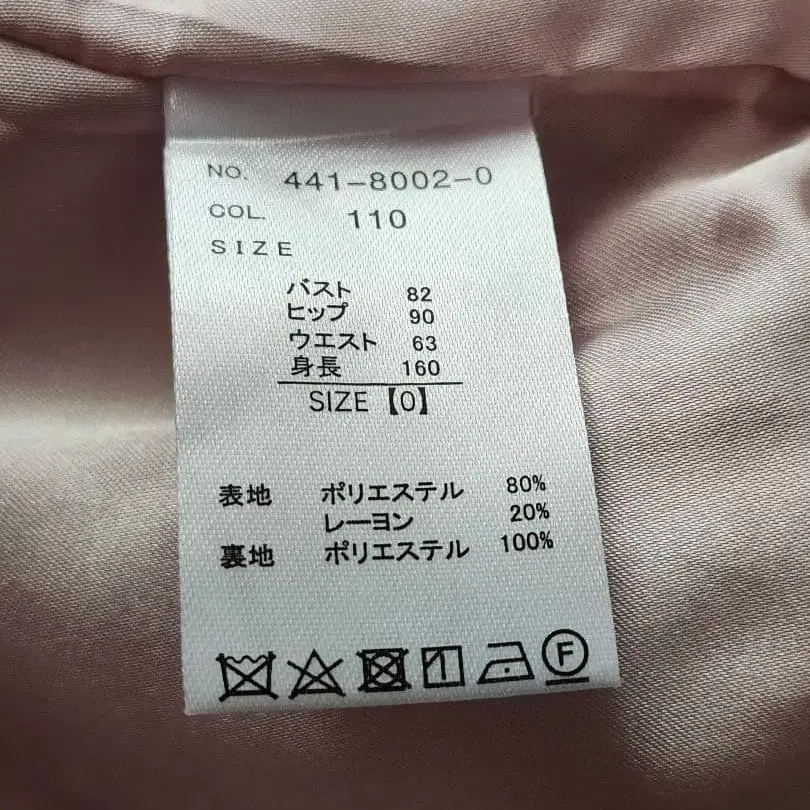 NO. 441-8002-0
COL. 110
SIZE
バスト 82
ヒップ 90
ウエスト 63
身長 160
SIZE【0】
表地 ポリエステル 80%
レーヨン 20%
裏地 ポリエステル 100%
F